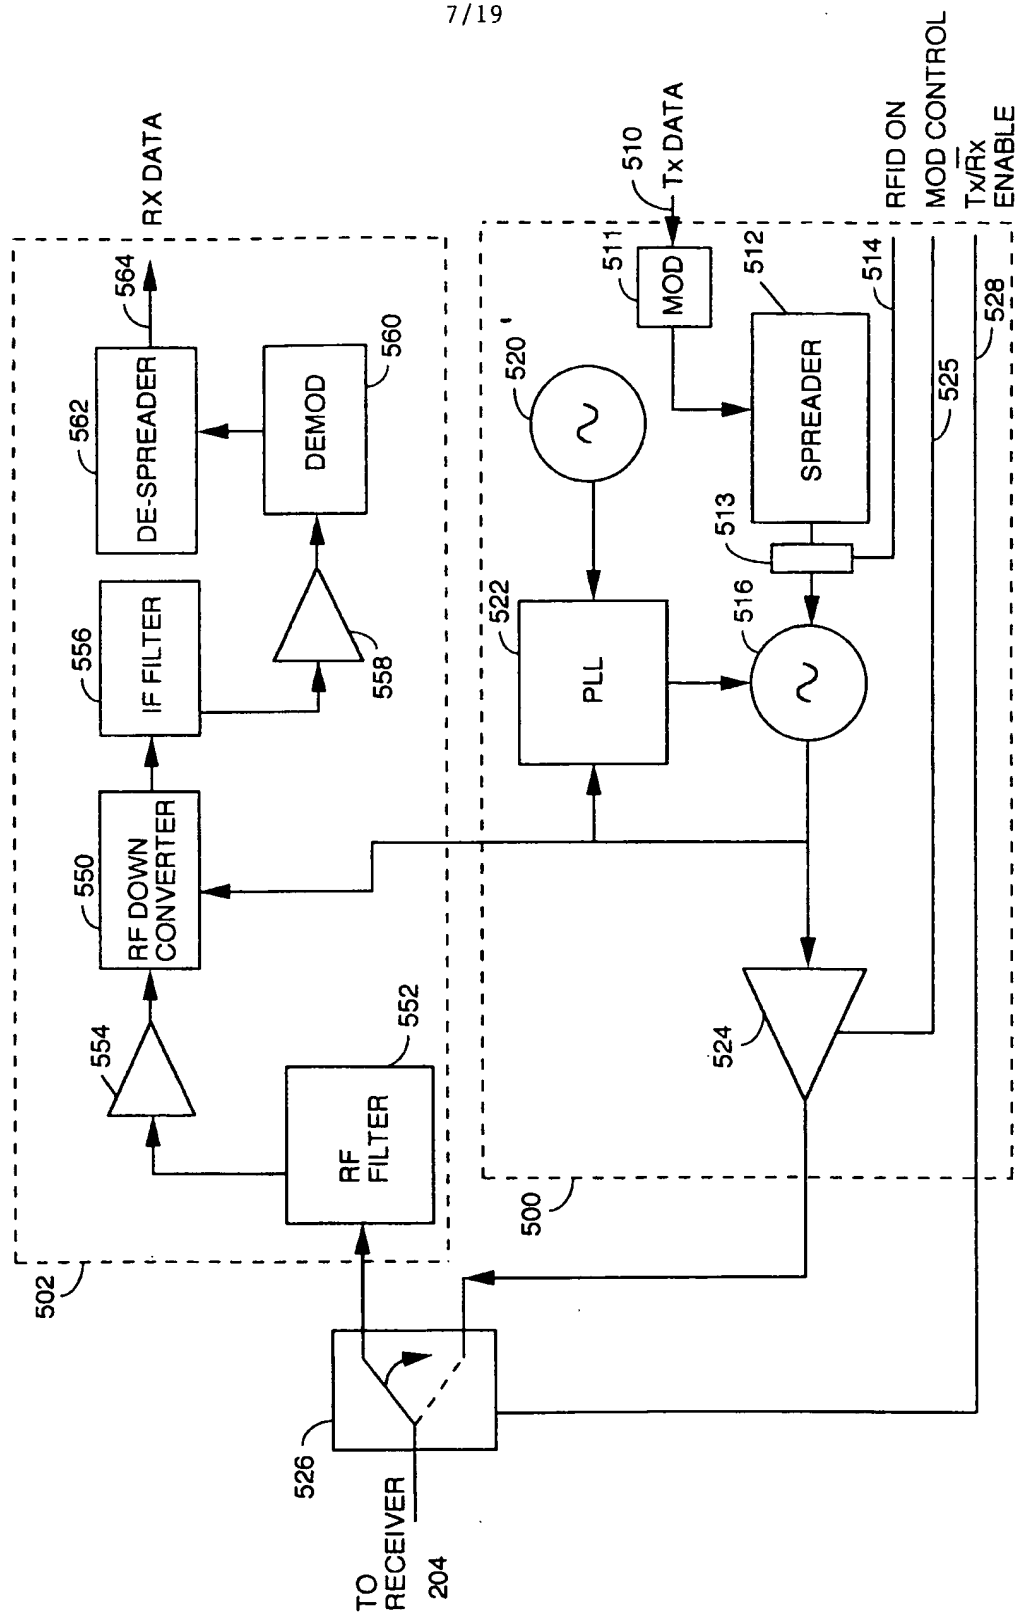 7/19
502
526
TO
RECEIVER
204
RF
FILTER
552
554
RF DOWN
CONVERTER
550
IF FILTER
556
558
DEMOD
560
DE-SPREADER
562
564
RX DATA
500
524
PLL
522
520'
516
513
SPREADER
512
MOD
511
510
Tx DATA
514
RFID ON
525
MOD CONTROL
528
Tx/R̅x̅
ENABLE